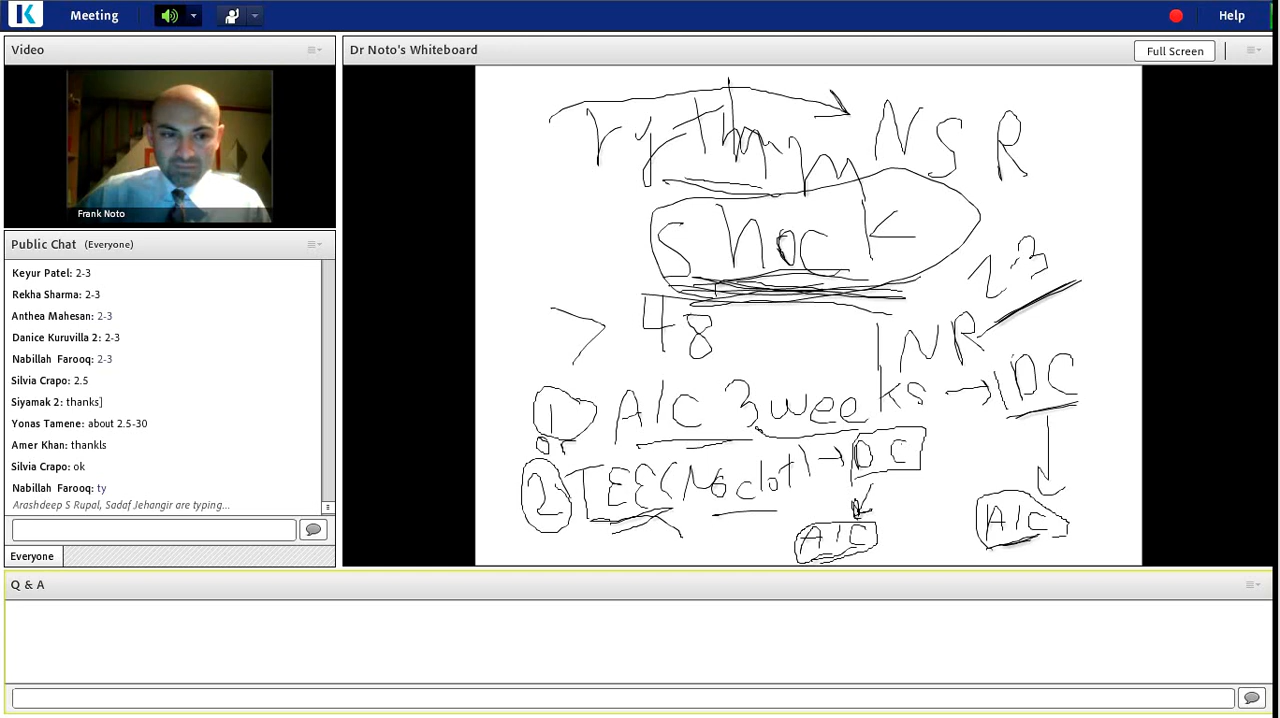 K
Meeting
Help
Video
Frank Noto
Dr Noto's Whiteboard
Full Screen
rythmm NSR
shock
2-3
> 48 INR
1 A/C 3 weeks → DC
or
2 TEE (No clot) → DC
A/C
A/C
Public Chat (Everyone)
Keyur Patel: 2-3
Rekha Sharma: 2-3
Anthea Mahesan: 2-3
Danice Kuruvilla 2: 2-3
Nabillah Farooq: 2-3
Silvia Crapo: 2.5
Siyamak 2: thanks]
Yonas Tamene: about 2.5-30
Amer Khan: thankls
Silvia Crapo: ok
Nabillah Farooq: ty
Arashdeep S Rupal, Sadaf Jehangir are typing...
Everyone
Q & A